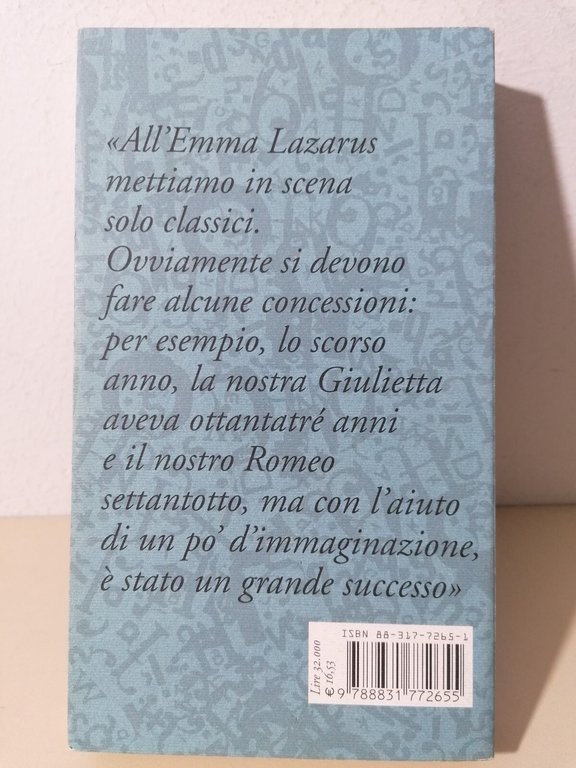 «All'Emma Lazarus
mettiamo in scena
solo classici.
Ovviamente si devono
fare alcune concessioni:
per esempio, lo scorso
anno, la nostra Giulietta
aveva ottantatré anni
e il nostro Romeo
settantotto, ma con l'aiuto
di un po' d'immaginazione,
è stato un grande successo»
ISBN 88-317-7265-1
Lire 32.000
€ 16,53
9 788831 772655